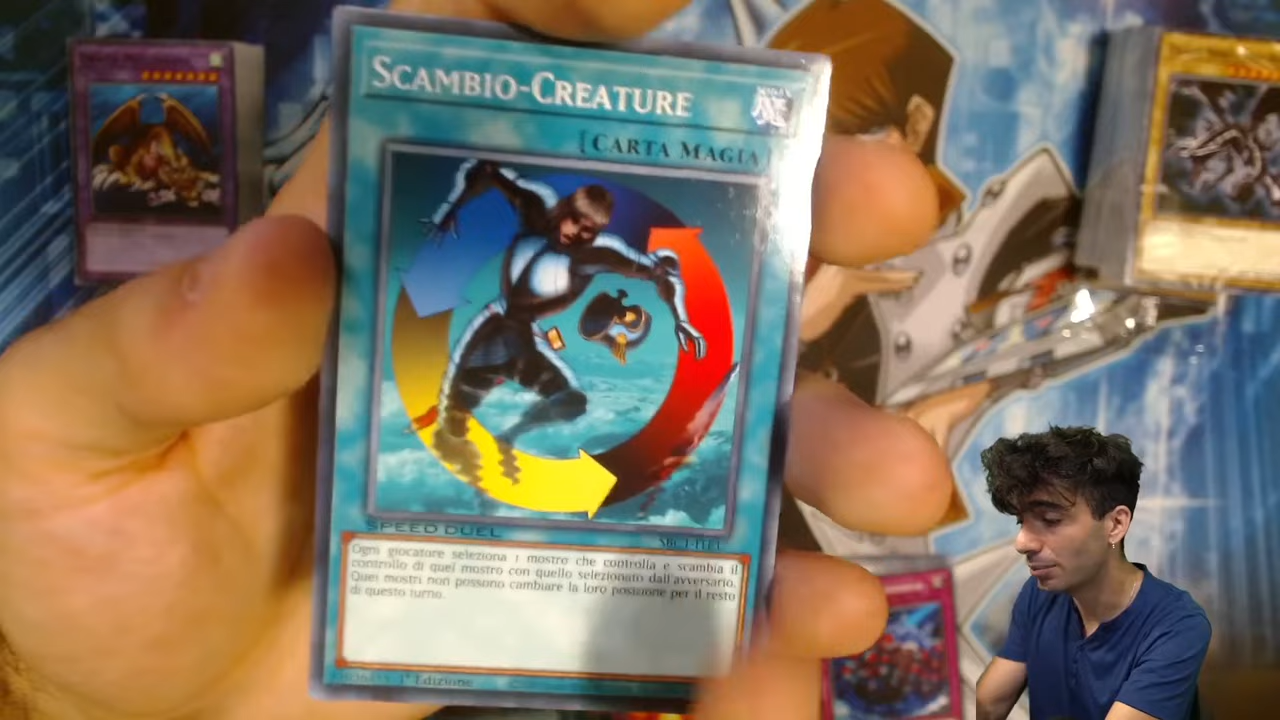 SCAMBIO-CREATURE
[CARTA MAGIA]
SPEED DUEL
Ogni giocatore seleziona 1 mostro che controlla e scambia il
controllo di quel mostro con quello selezionato dall'avversario.
Quei mostri non possono cambiare la loro posizione per il resto
di questo turno.
1ª Edizione